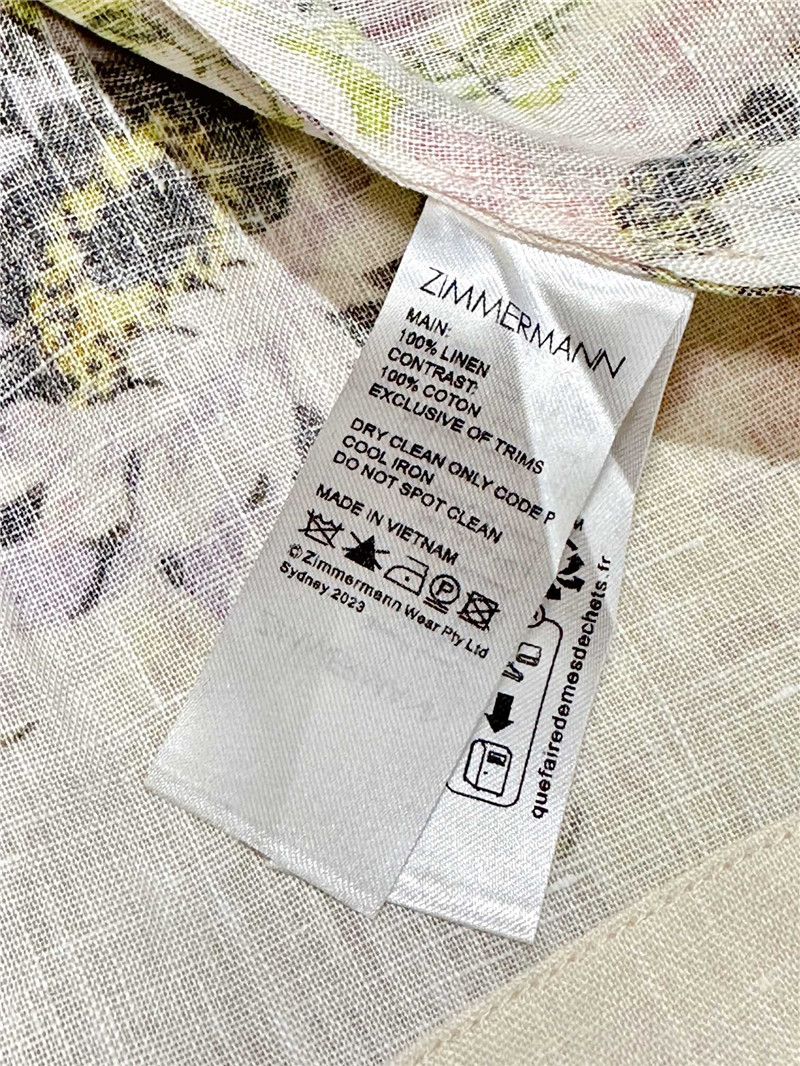 ZIMMERMANN
MAIN:
100% LINEN
CONTRAST:
100% COTON
EXCLUSIVE OF TRIMS
DRY CLEAN ONLY CODE P
COOL IRON
DO NOT SPOT CLEAN
MADE IN VIETNAM
P
©Zimmermann Wear Pty Ltd
Sydney 2023
quefairedemesdechets.fr